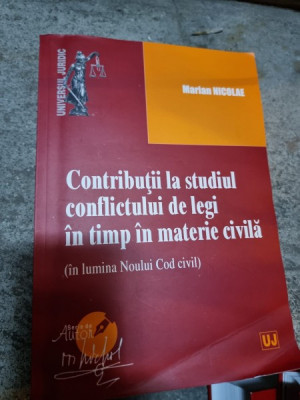 UNIVERSUL JURIDIC
Marian NICOLAE
Contribuţii la studiul
conflictului de legi
în timp în materie civilă
(în lumina Noului Cod civil)
AUTOR
UJ